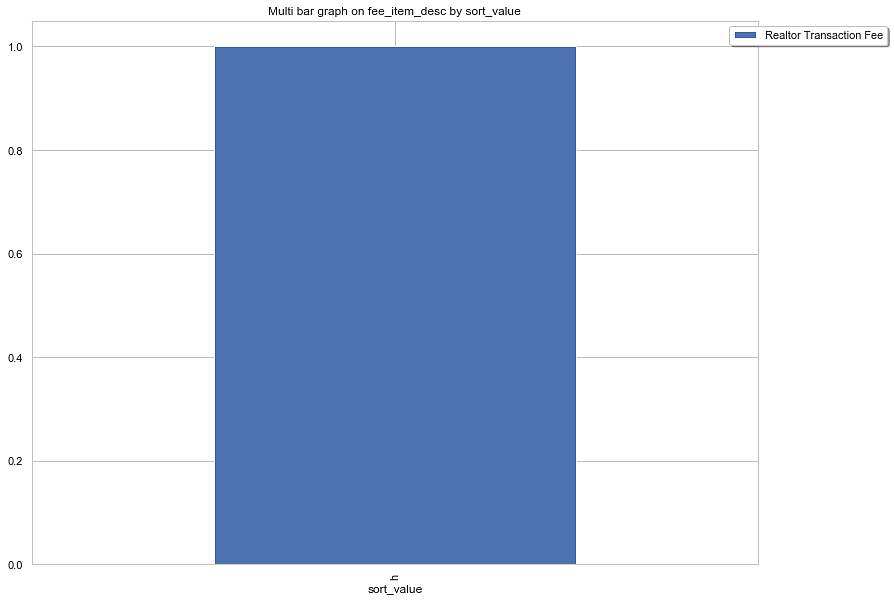 Multi bar graph on fee_item_desc by sort_value
Realtor Transaction Fee
1.0
0.8
0.6
0.4
0.2
0.0
h
sort_value